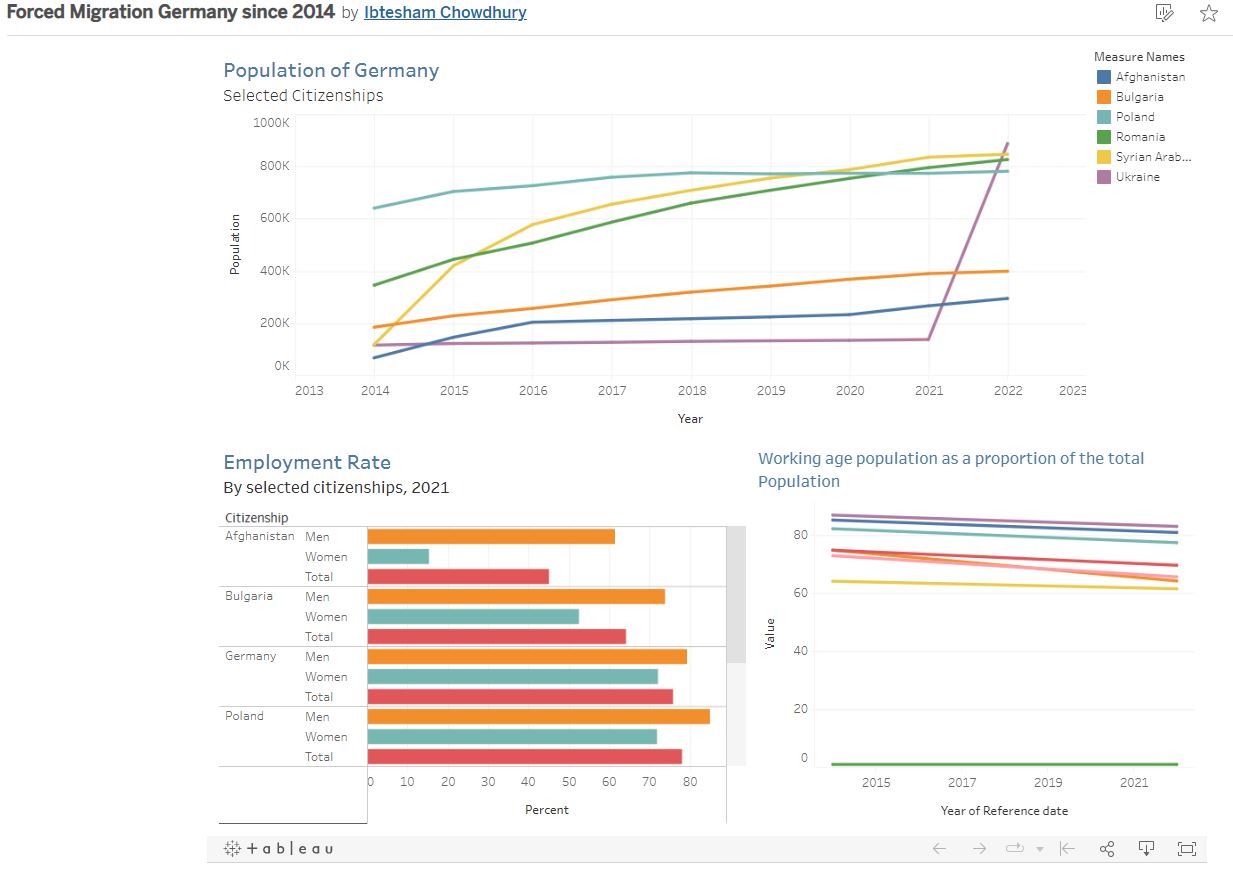 Forced Migration Germany since 2014 by Ibtesham Chowdhury
Population of Germany
Selected Citizenships
1000K
800K
600K
400K
200K
0K
Population
2013 2014 2015 2016 2017 2018 2019 2020 2021 2022 2023
Year
Measure Names
Afghanistan
Bulgaria
Poland
Romania
Syrian Arab...
Ukraine
Employment Rate
By selected citizenships, 2021
Citizenship
Afghanistan Men
Women
Total
Bulgaria Men
Women
Total
Germany Men
Women
Total
Poland Men
Women
Total
0 10 20 30 40 50 60 70 80
Percent
Working age population as a proportion of the total
Population
80
60
40
20
0
Value
2015 2017 2019 2021
Year of Reference date
+ableau